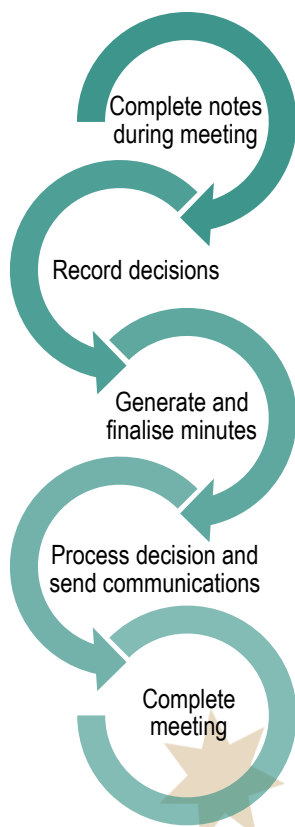 Complete notes
during meeting
Record decisions
Generate and
finalise minutes
Process decision and
send communications
Complete
meeting